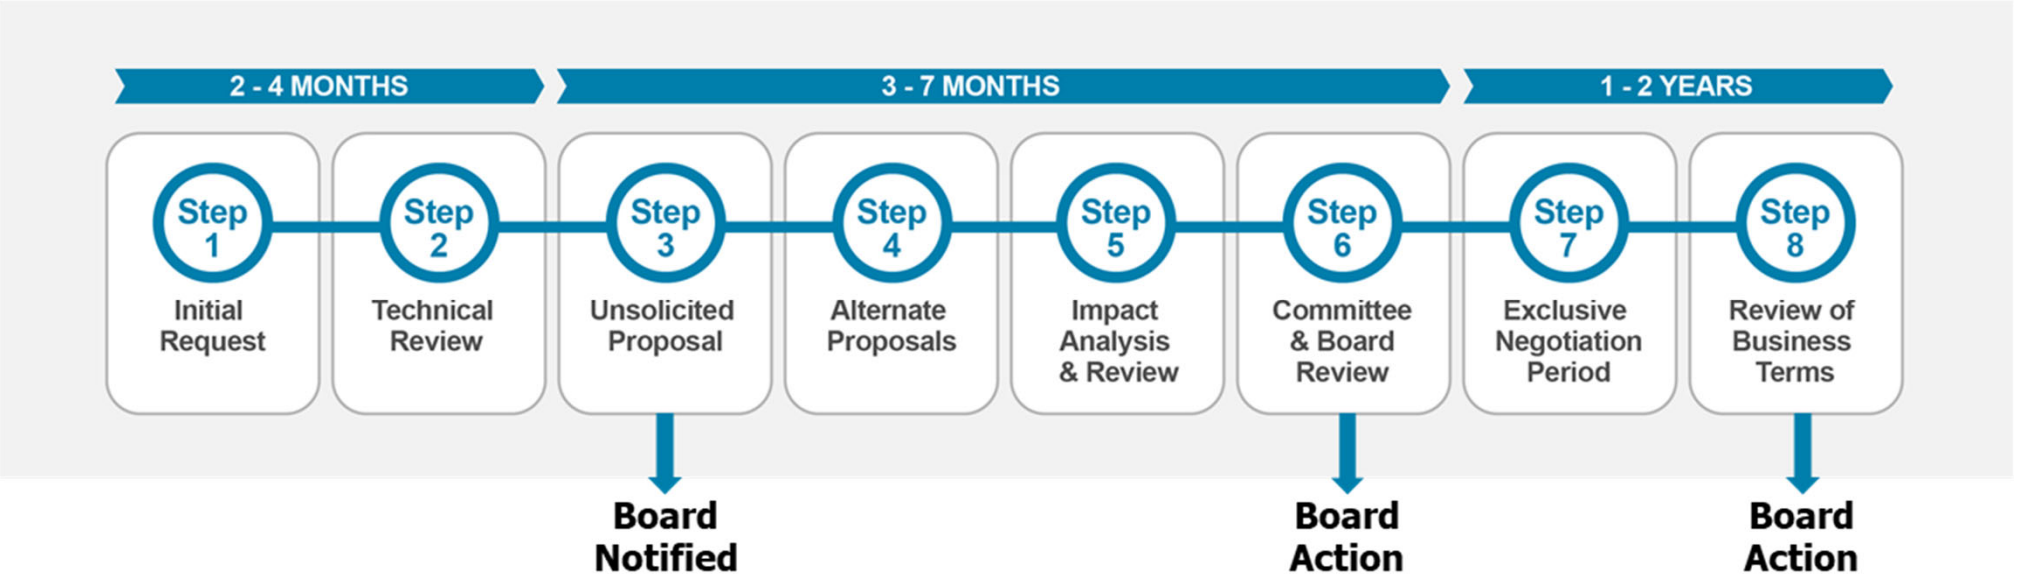 2 - 4 MONTHS
3 - 7 MONTHS
1 - 2 YEARS
Step
1
Initial
Request
Step
2
Technical
Review
Step
3
Unsolicited
Proposal
Step
4
Alternate
Proposals
Step
5
Impact
Analysis
& Review
Step
6
Committee
& Board
Review
Step
7
Exclusive
Negotiation
Period
Step
8
Review of
Business
Terms
Board
Notified
Board
Action
Board
Action